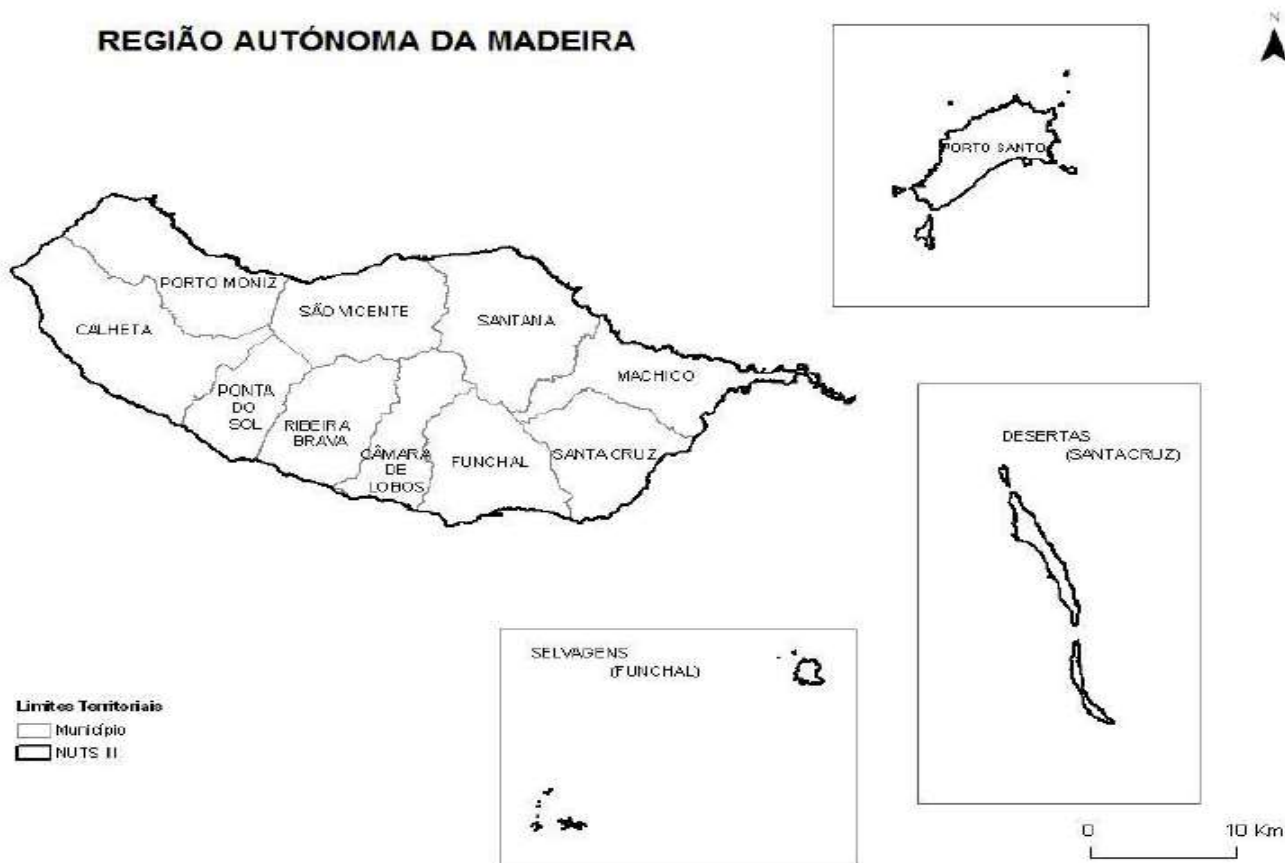 REGIÃO AUTÓNOMA DA MADEIRA
N
PORTO SANTO
PORTO MONIZ
SÃO VICENTE
SANTANA
CALHETA
MACHICO
PONTA
DO
SOL
RIBEIRA
BRAVA
CÂMARA
DE
LOBOS
FUNCHAL
SANTA CRUZ
DESERTAS
(SANTA CRUZ)
SELVAGENS
(FUNCHAL)
Limites Territoriais
Município
NUTS III
0 10 Km